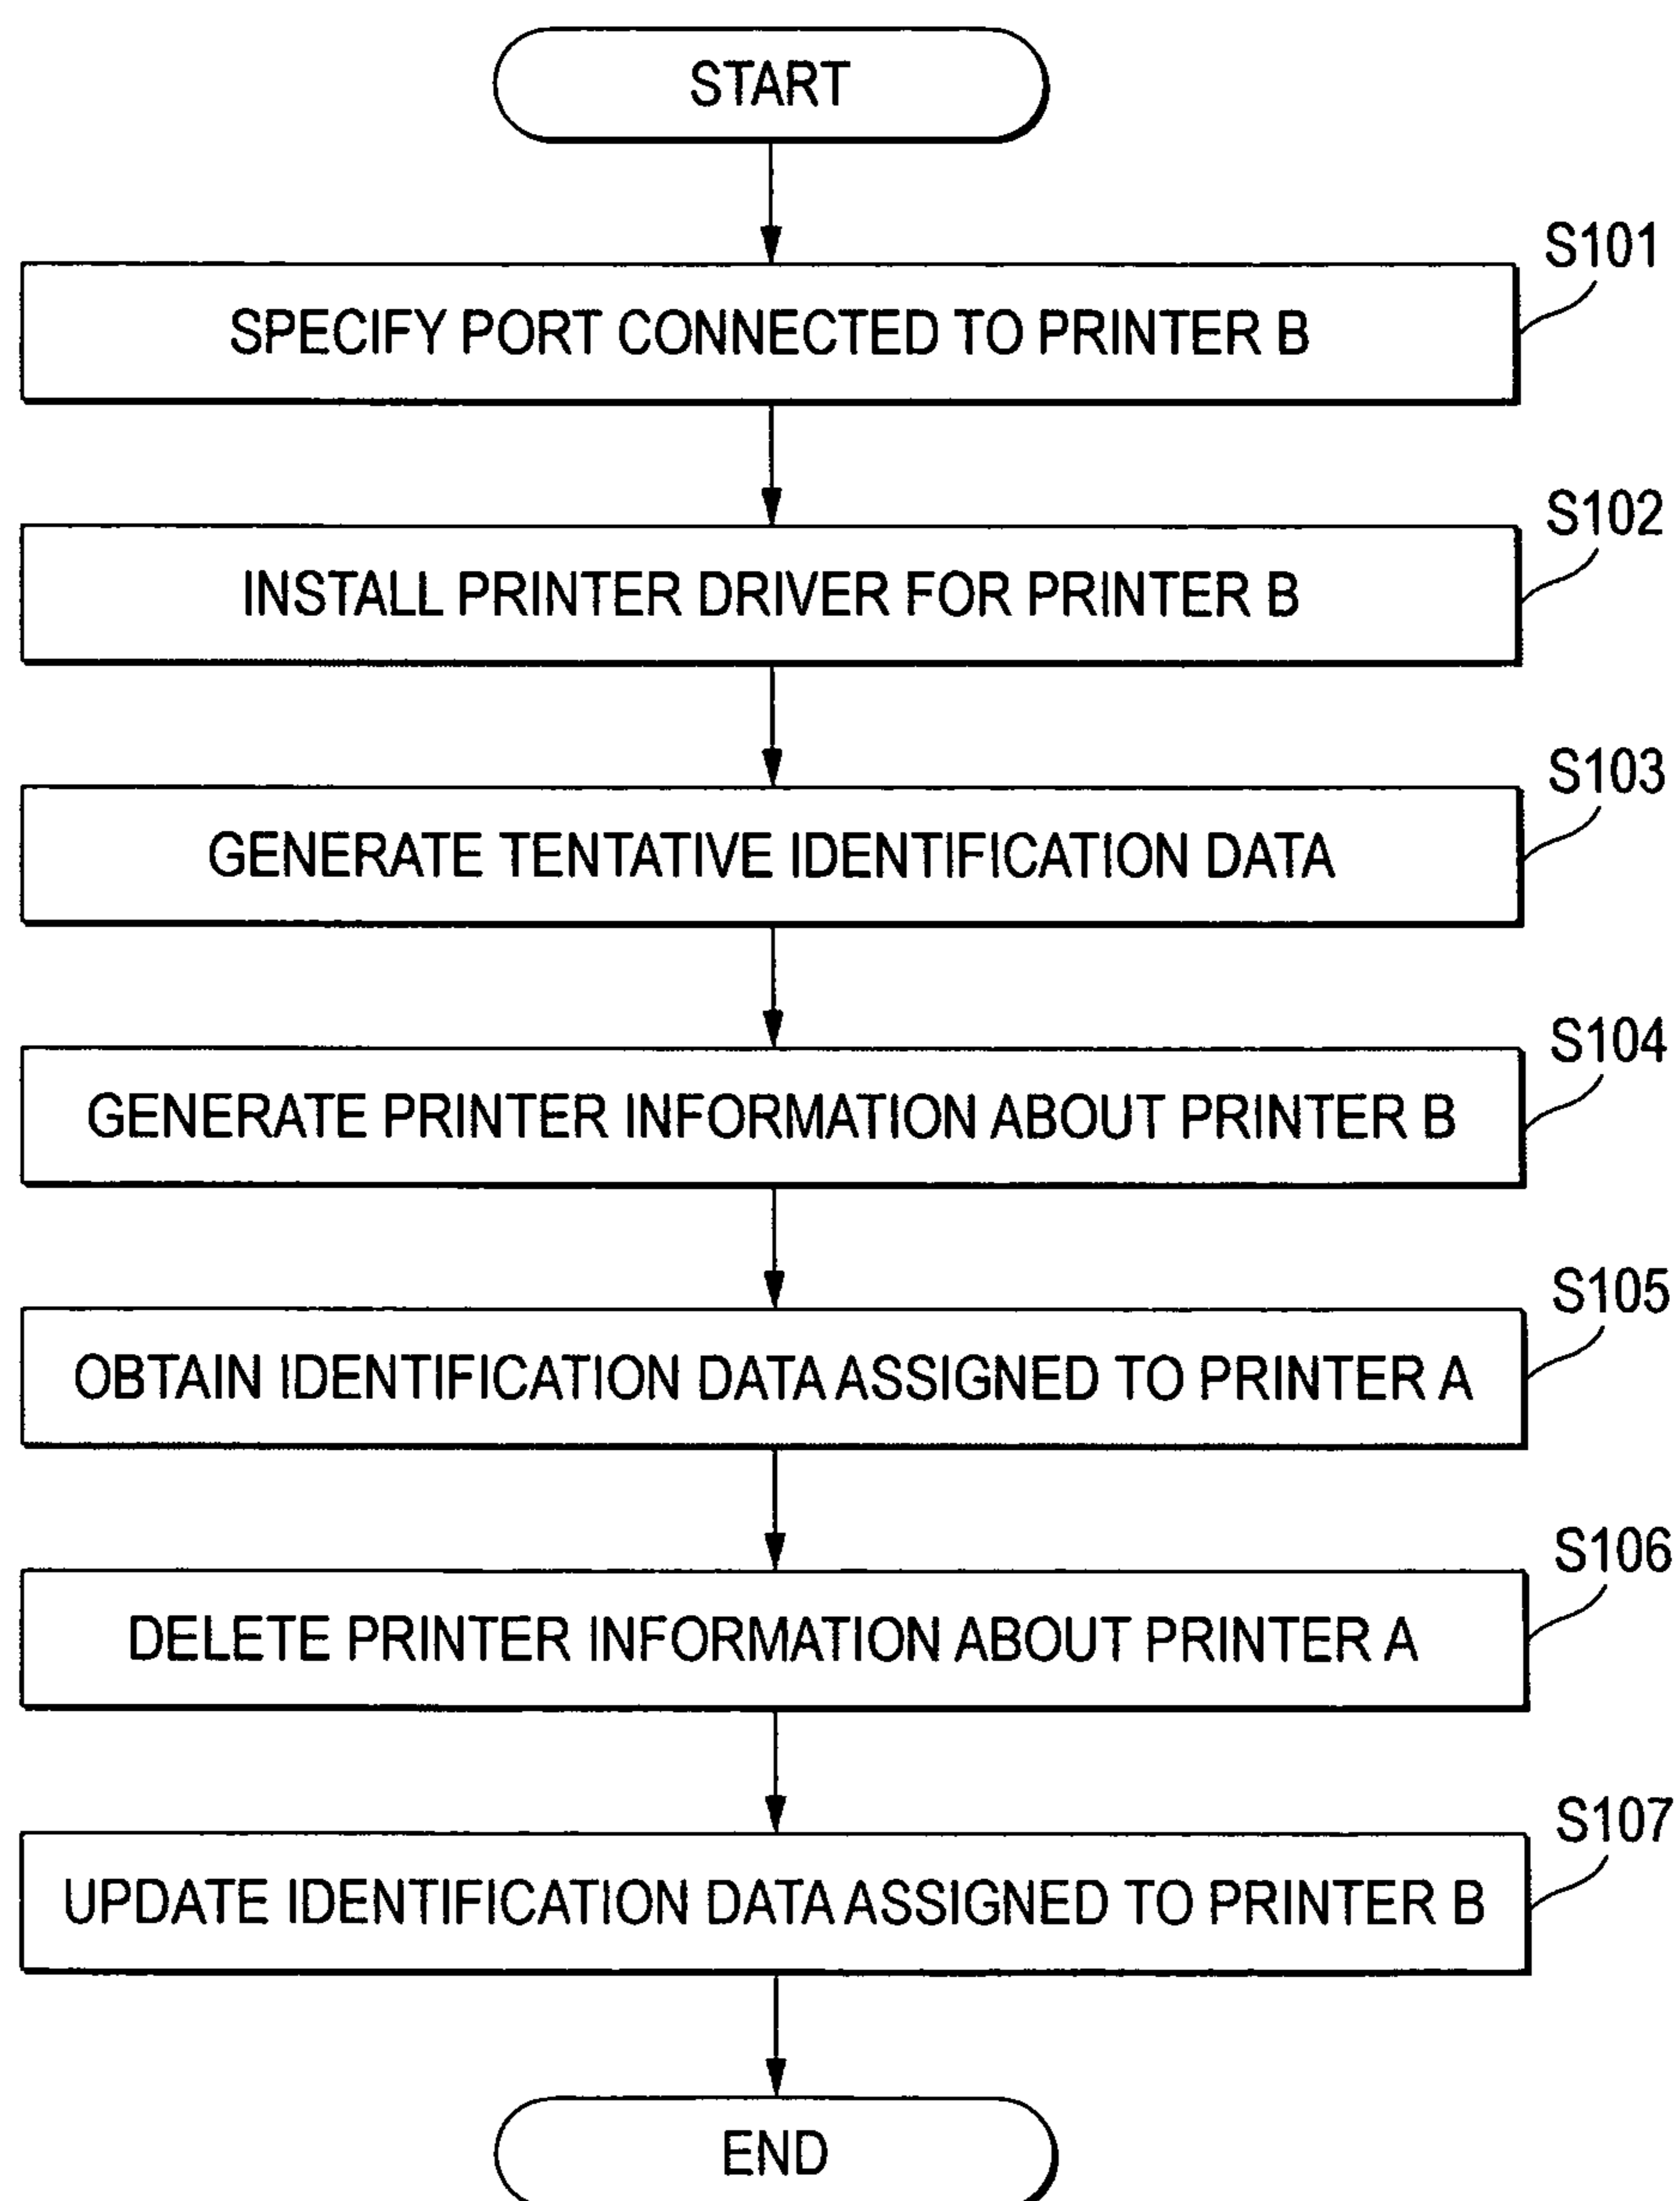 START
S101
SPECIFY PORT CONNECTED TO PRINTER B
S102
INSTALL PRINTER DRIVER FOR PRINTER B
S103
GENERATE TENTATIVE IDENTIFICATION DATA
S104
GENERATE PRINTER INFORMATION ABOUT PRINTER B
S105
OBTAIN IDENTIFICATION DATA ASSIGNED TO PRINTER A
S106
DELETE PRINTER INFORMATION ABOUT PRINTER A
S107
UPDATE IDENTIFICATION DATA ASSIGNED TO PRINTER B
END